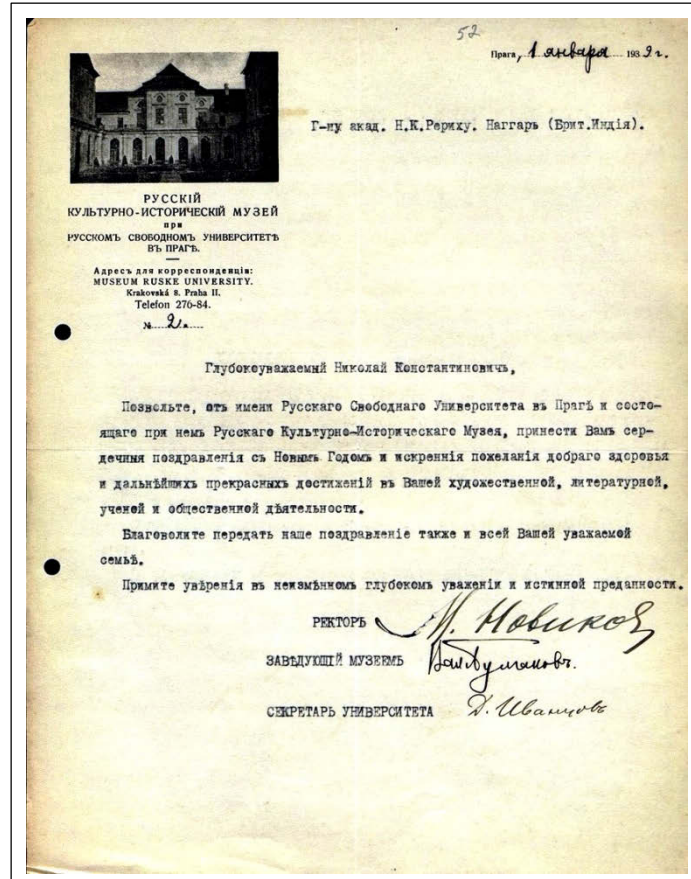 52
Прага, 1 января 1939 г.
Г-ну акад. Н.К.Рериху. Наггаръ (Брит.Индія).
РУССКІЙ
КУЛЬТУРНО-ИСТОРИЧЕСКІЙ МУЗЕЙ
при
РУССКОМЪ СВОБОДНОМЪ УНИВЕРСИТЕТѢ
ВЪ ПРАГѢ.
Адресъ для корреспонденціи:
MUSEUM RUSKE UNIVERSITY.
Krakovská 8. Praha II.
Telefon 276-84.
№ 2.
Глубокоуважаемый Николай Константиновичъ,
Позвольте, отъ имени Русскаго Свободнаго Университета въ Прагѣ и состо-
ящаго при немъ Русскаго Культурно-Историческаго Музея, принести Вамъ сер-
дечныя поздравленія съ Новымъ Годомъ и искреннія пожеланія добраго здоровья
и дальнѣйшихъ прекрасныхъ достиженій въ Вашей художественной, литературной,
ученой и общественной дѣятельности.
Благоволите передать наше поздравленіе также и всей Вашей уважаемой
семьѣ.
Примите увѣренія въ неизмѣнномъ глубокомъ уваженіи и истинной преданности.
РЕКТОРЪ М. Новиков
ЗАВѢДУЮЩІЙ МУЗЕЕМЪ Вал Булгаковъ.
СЕКРЕТАРЬ УНИВЕРСИТЕТА Д. Иванцовъ